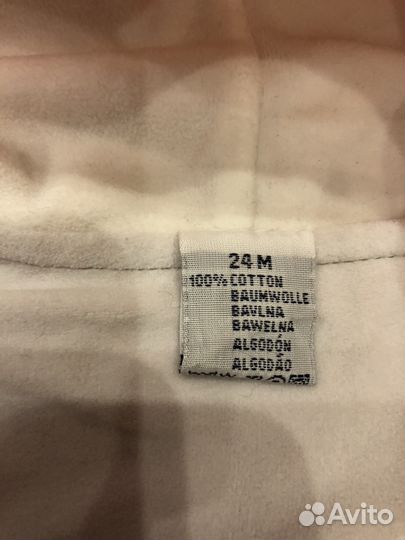 24 M
100% COTTON
BAUMWOLLE
BAVLNA
BAWEŁNA
ALGODÓN
ALGODÃO
Avito